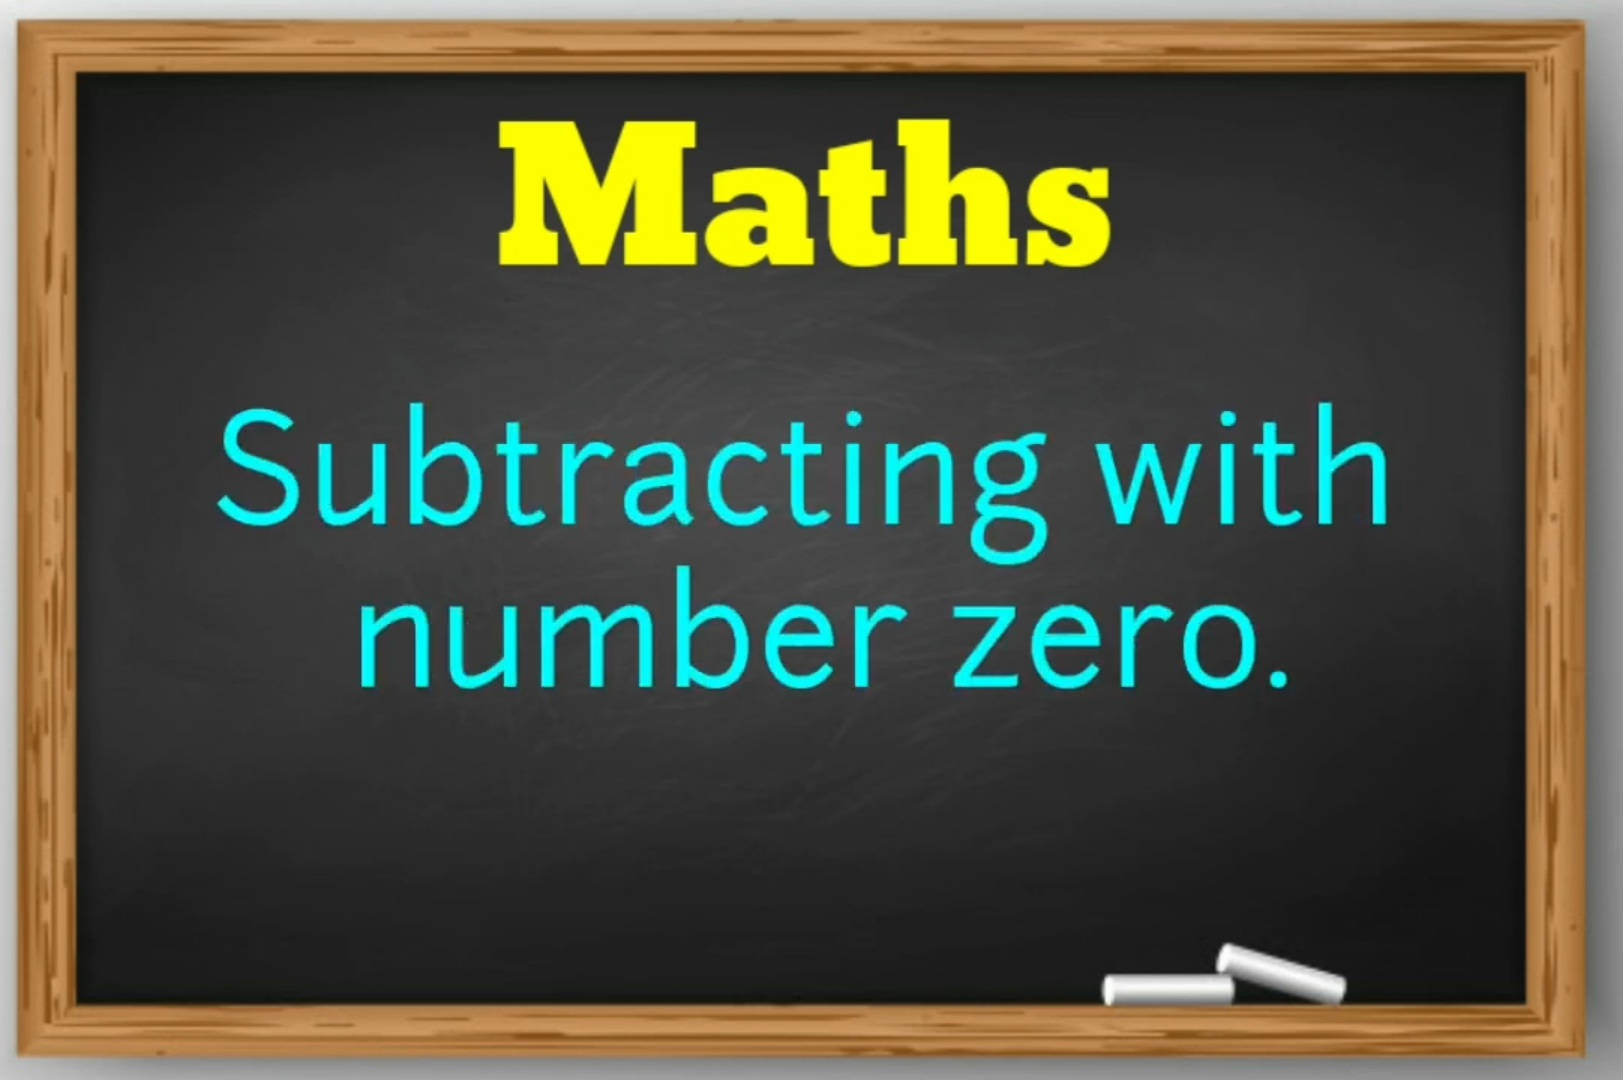 Maths
Subtracting with
number zero.